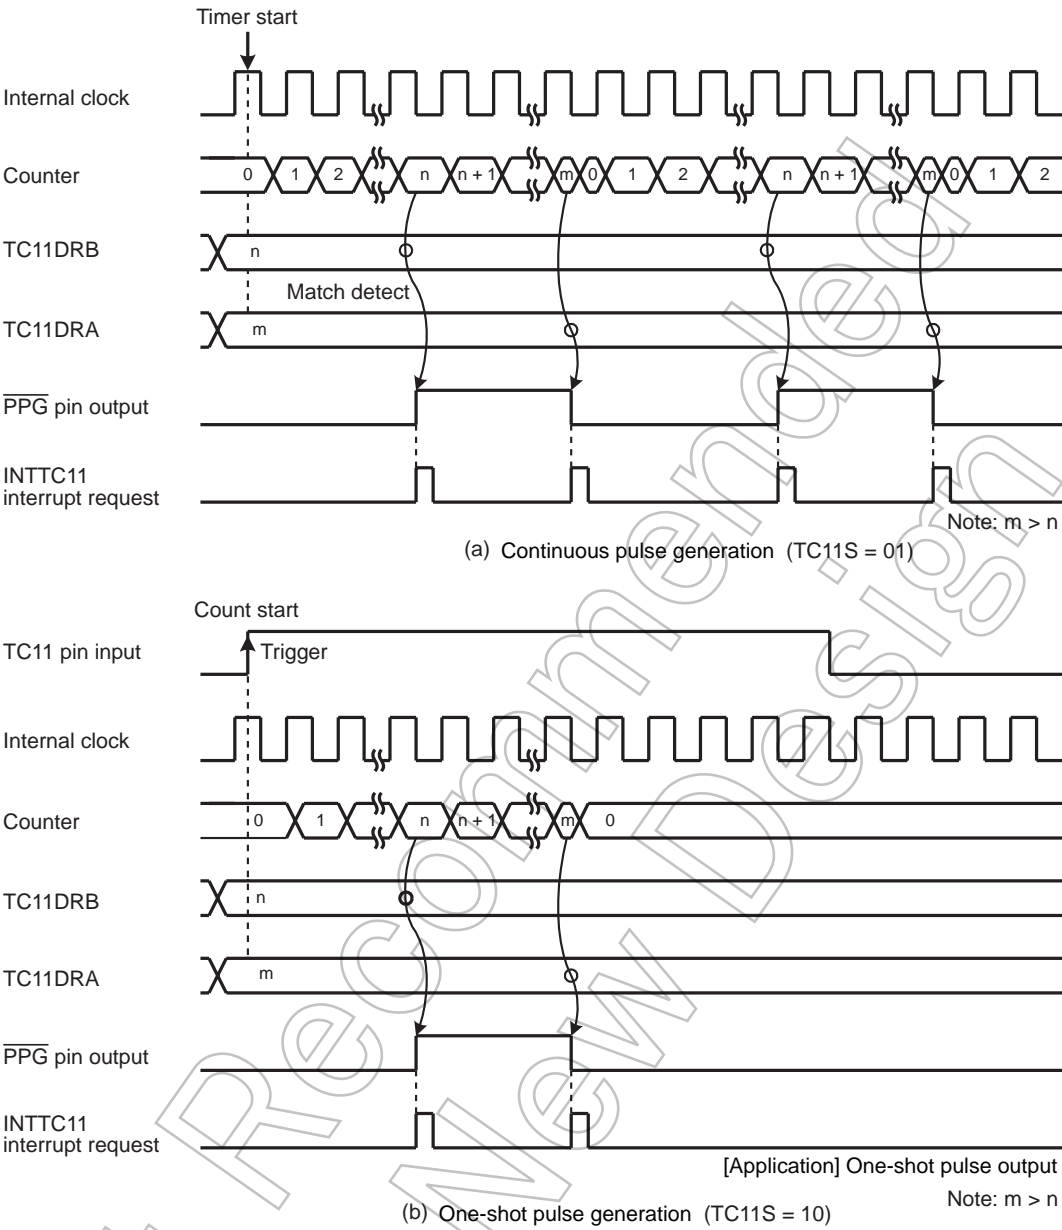 Timer start
Internal clock
Counter 0 1 2 n n + 1 m 0 1 2 n n + 1 m 0 1 2
TC11DRB n
Match detect
TC11DRA m
PPG pin output
INTTC11
interrupt request
Note: m > n
(a) Continuous pulse generation (TC11S = 01)
Count start
TC11 pin input Trigger
Internal clock
Counter 0 1 n n + 1 m 0
TC11DRB n
TC11DRA m
PPG pin output
INTTC11
interrupt request
[Application] One-shot pulse output
Note: m > n
(b) One-shot pulse generation (TC11S = 10)
Recommended
New Design